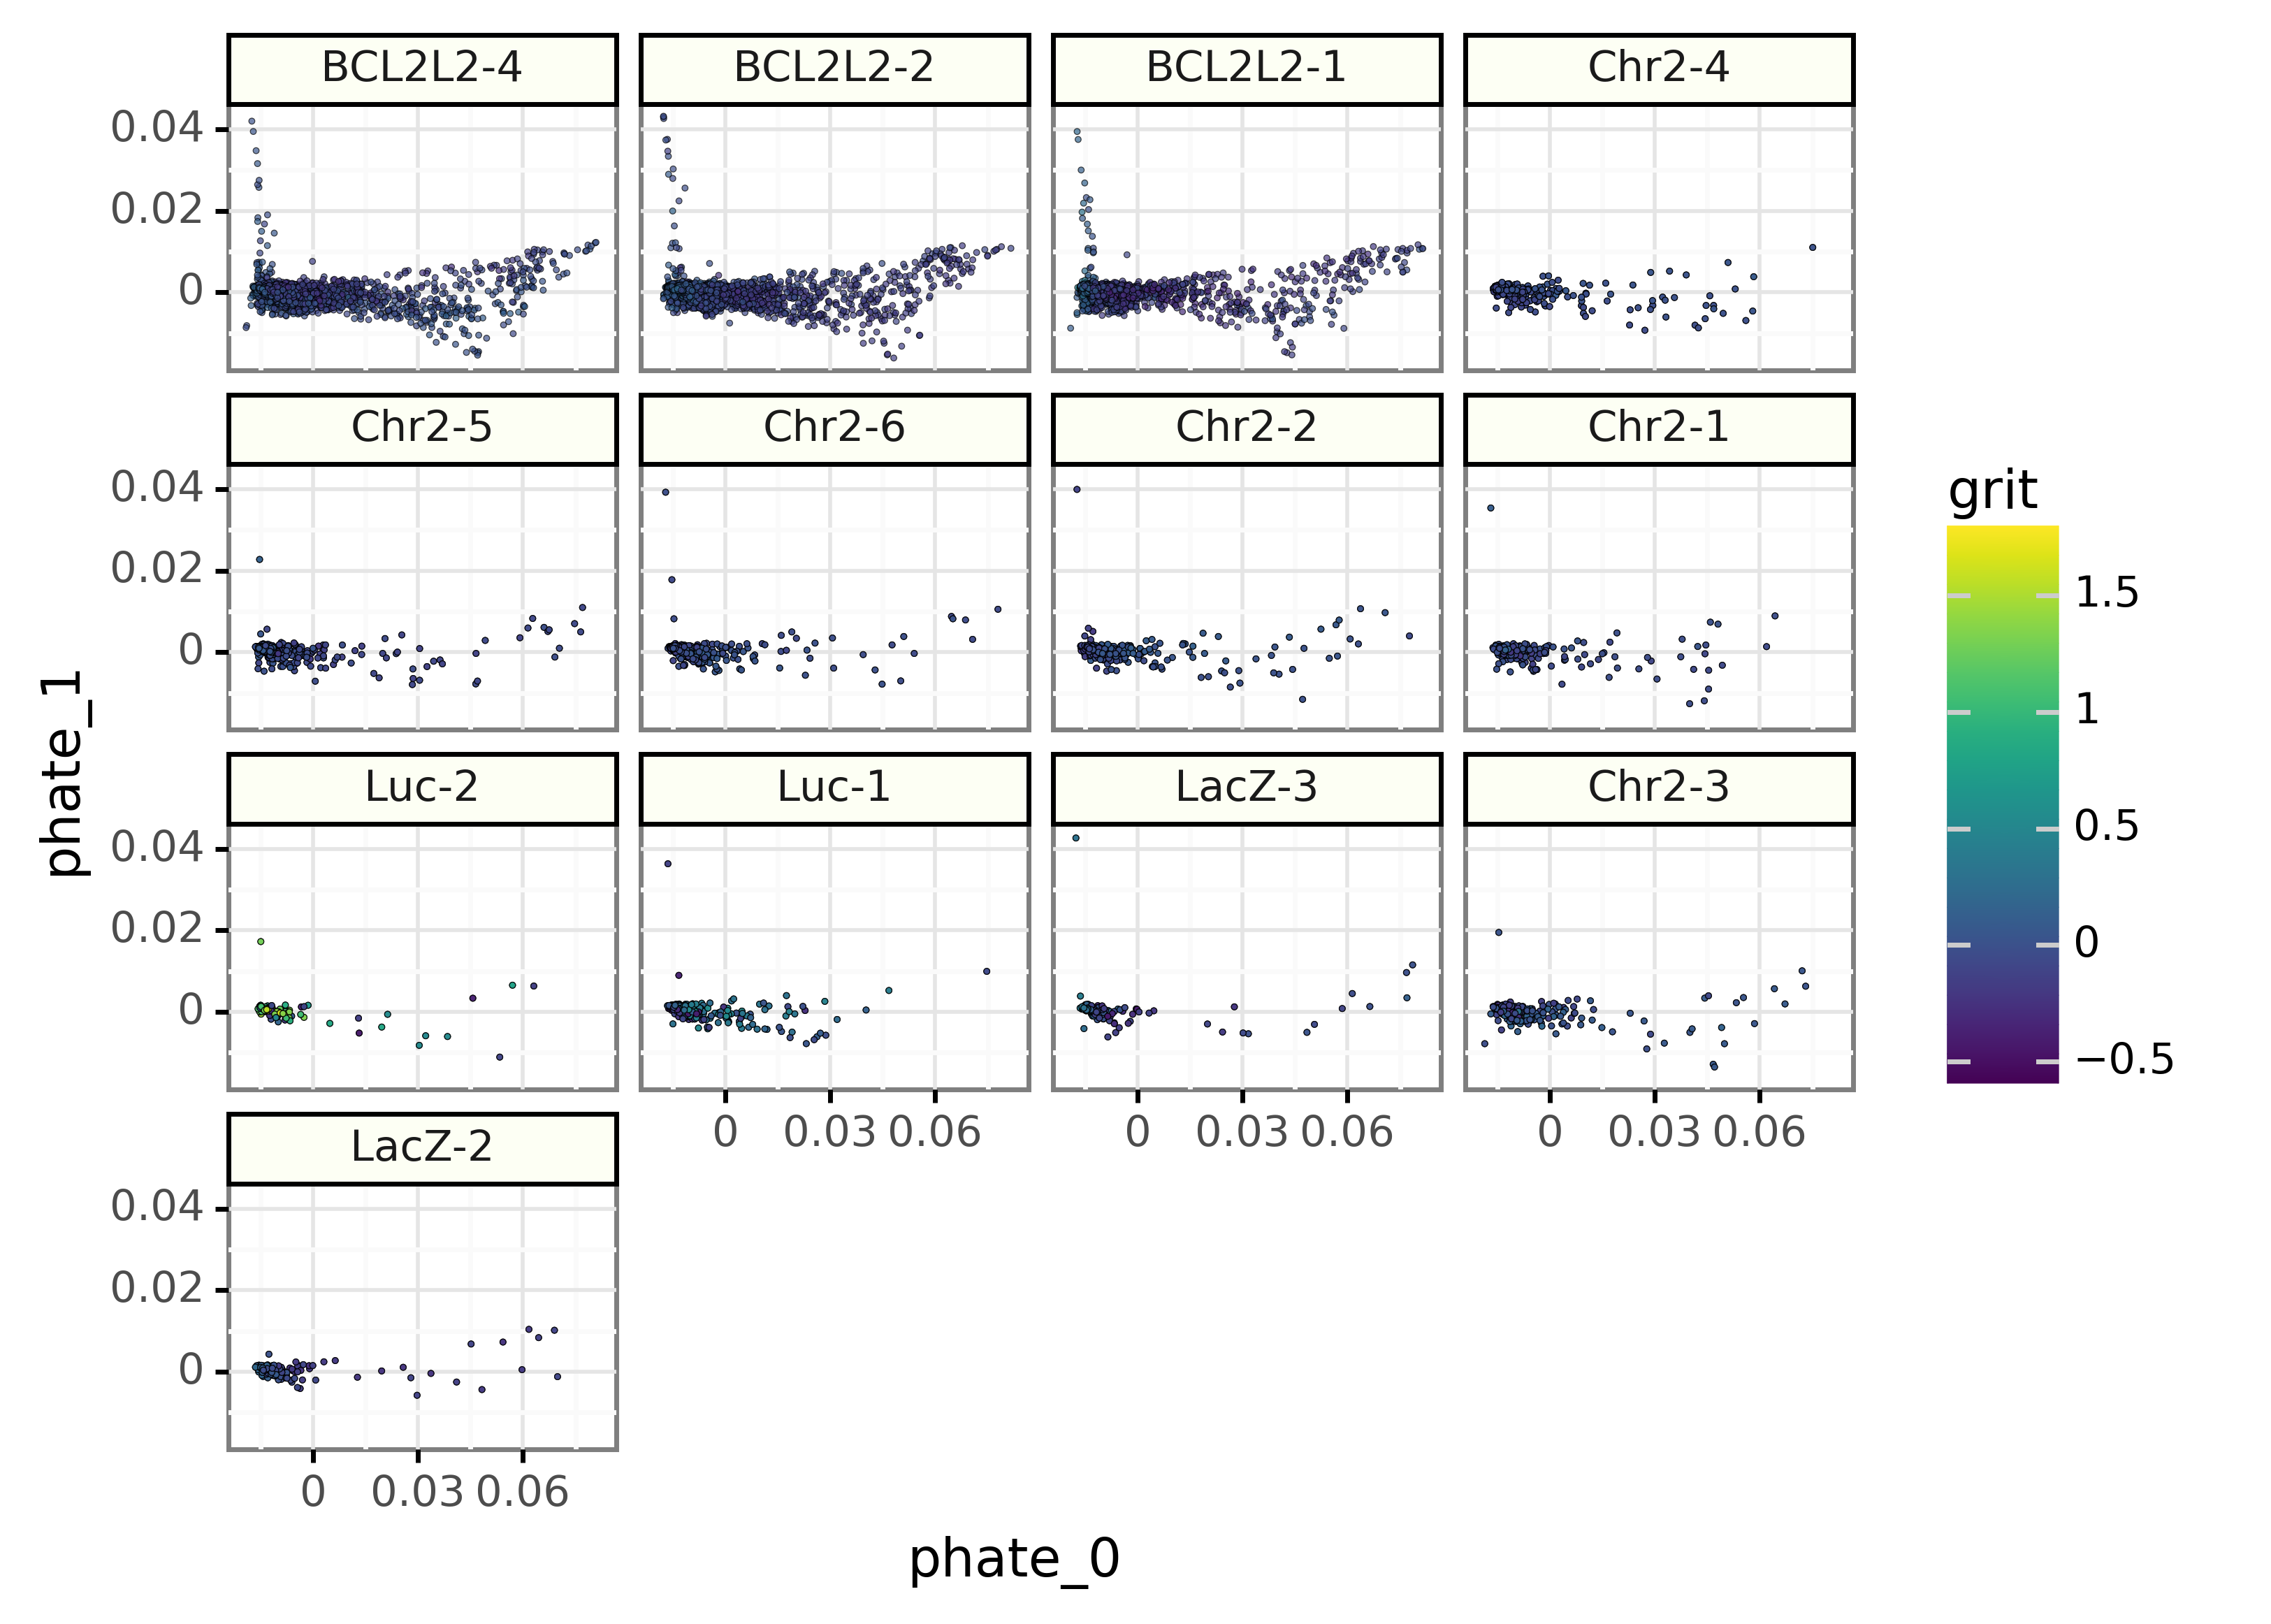 BCL2L2-4 BCL2L2-2 BCL2L2-1 Chr2-4
0.04
0.02
0
Chr2-5 Chr2-6 Chr2-2 Chr2-1
0.04
0.02
0
grit
1.5
1
0.5
0
−0.5
phate_1
Luc-2 Luc-1 LacZ-3 Chr2-3
0.04
0.02
0
0 0.03 0.06 0 0.03 0.06 0 0.03 0.06
LacZ-2
0.04
0.02
0
0 0.03 0.06
phate_0